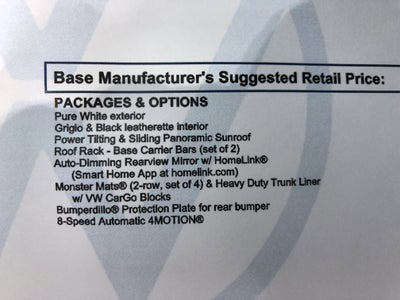 Base Manufacturer's Suggested Retail Price:
PACKAGES & OPTIONS
Pure White exterior
Grigio & Black leatherette interior
Power Tilting & Sliding Panoramic Sunroof
Roof Rack - Base Carrier Bars (set of 2)
Auto-Dimming Rearview Mirror w/ HomeLink®
(Smart Home App at homelink.com)
Monster Mats® (2-row, set of 4) & Heavy Duty Trunk Liner
w/ VW CarGo Blocks
Bumperdillo® Protection Plate for rear bumper
8-Speed Automatic 4MOTION®